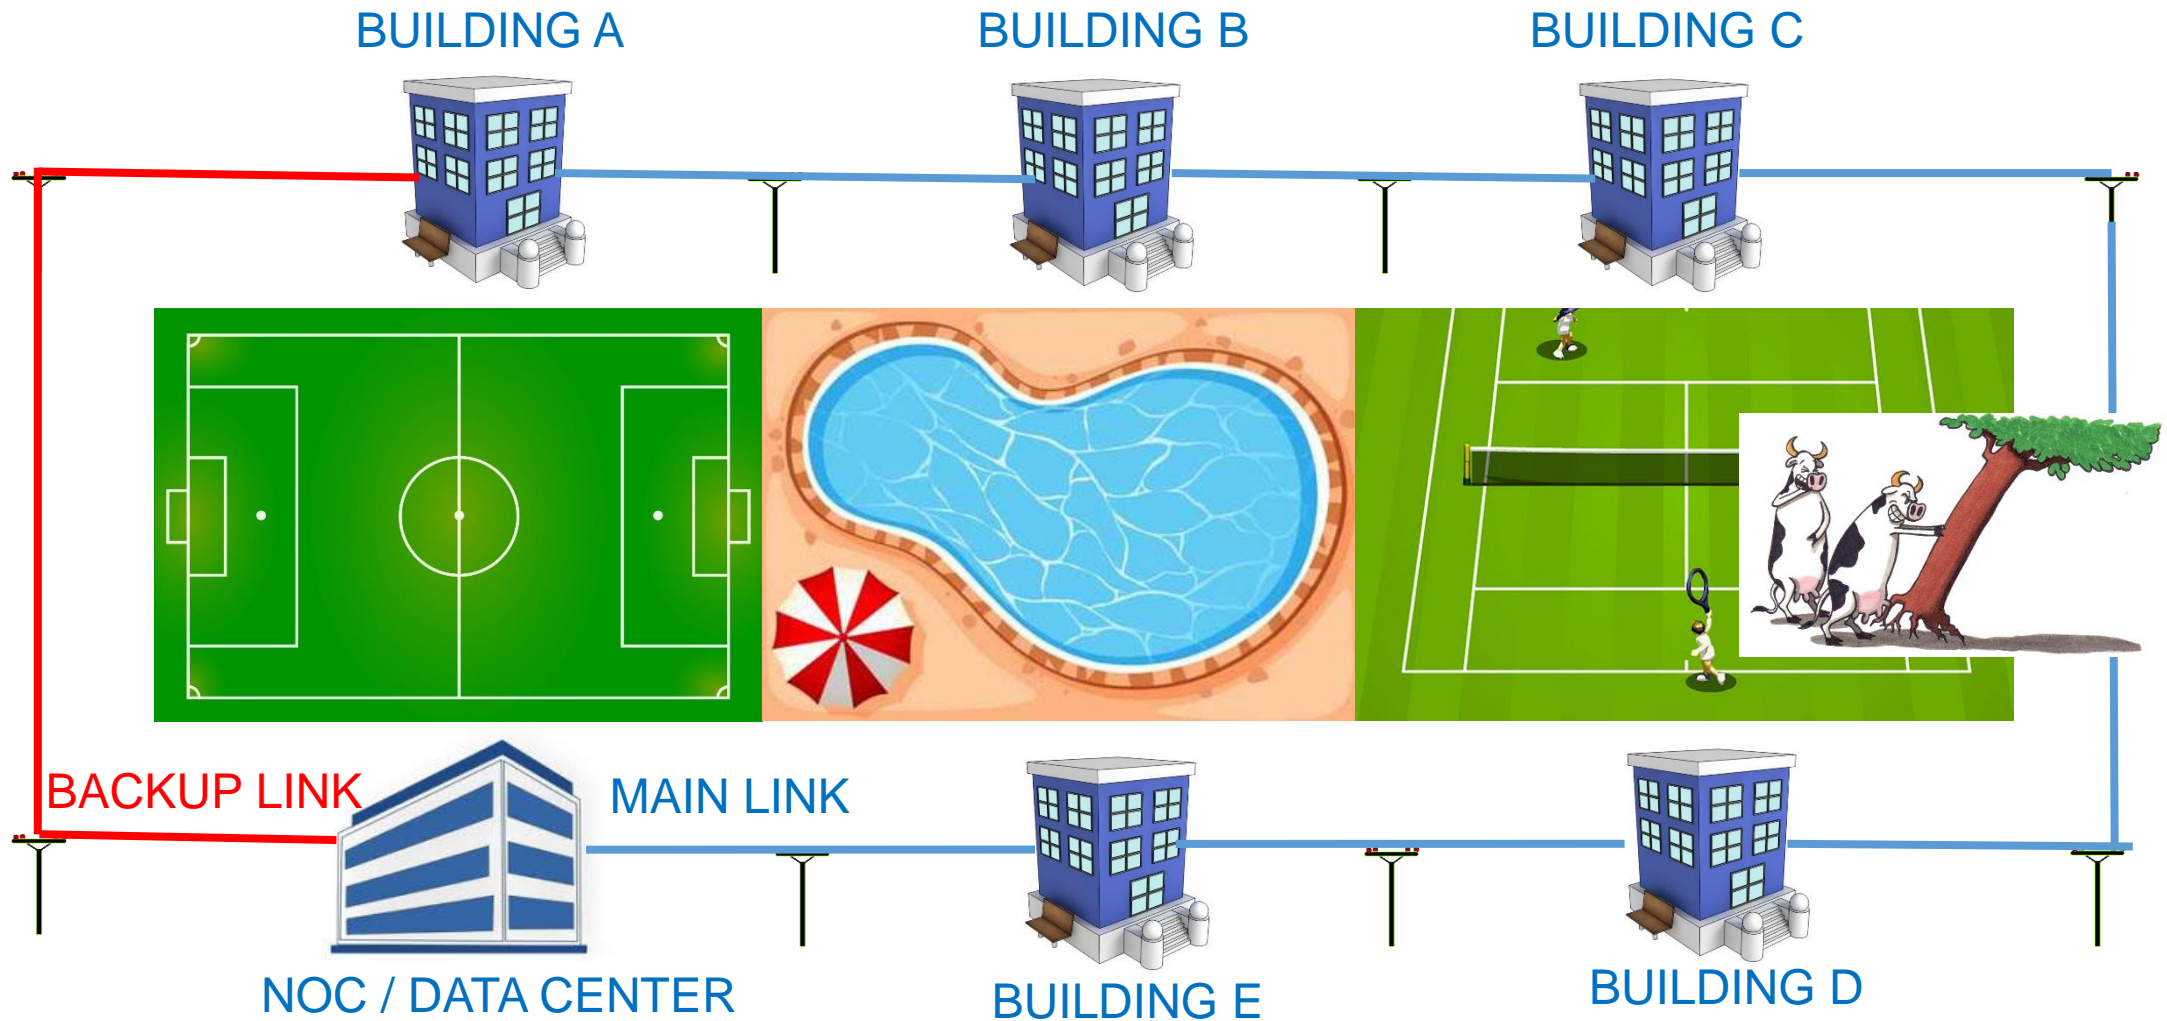 BUILDING A
BUILDING B
BUILDING C
BACKUP LINK
MAIN LINK
NOC / DATA CENTER
BUILDING E
BUILDING D